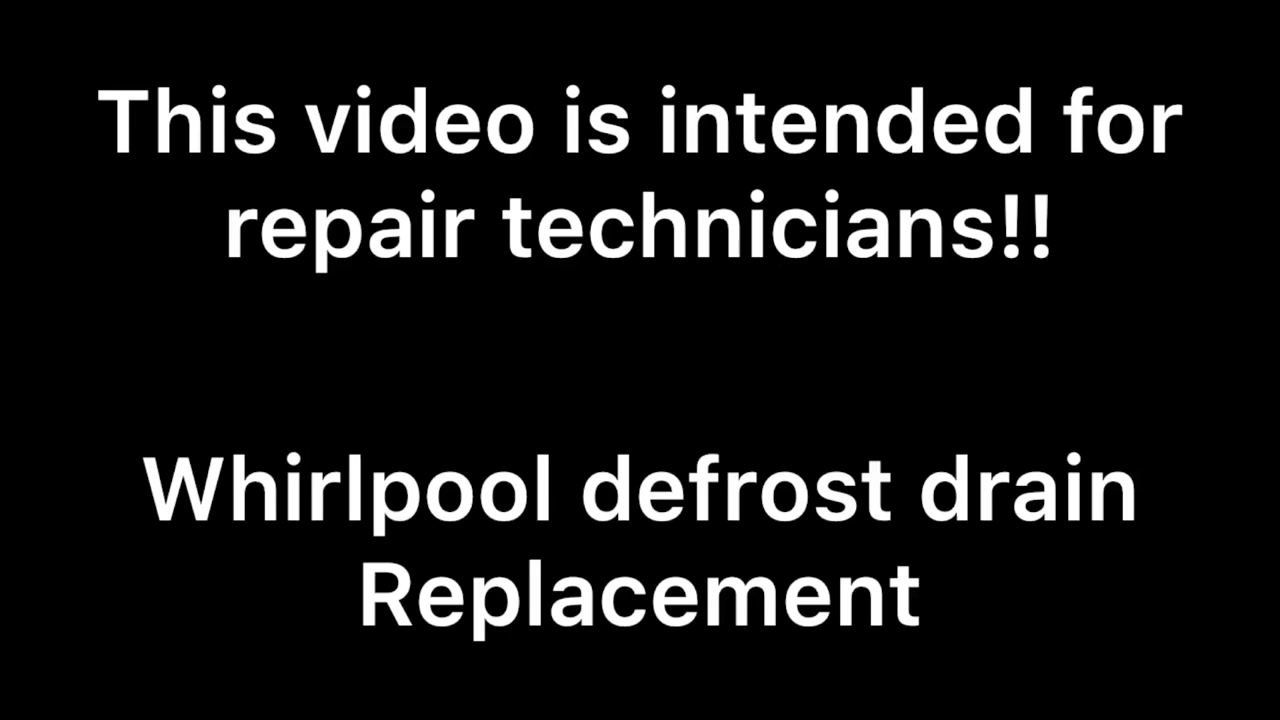 This video is intended for
repair technicians!!
Whirlpool defrost drain
Replacement